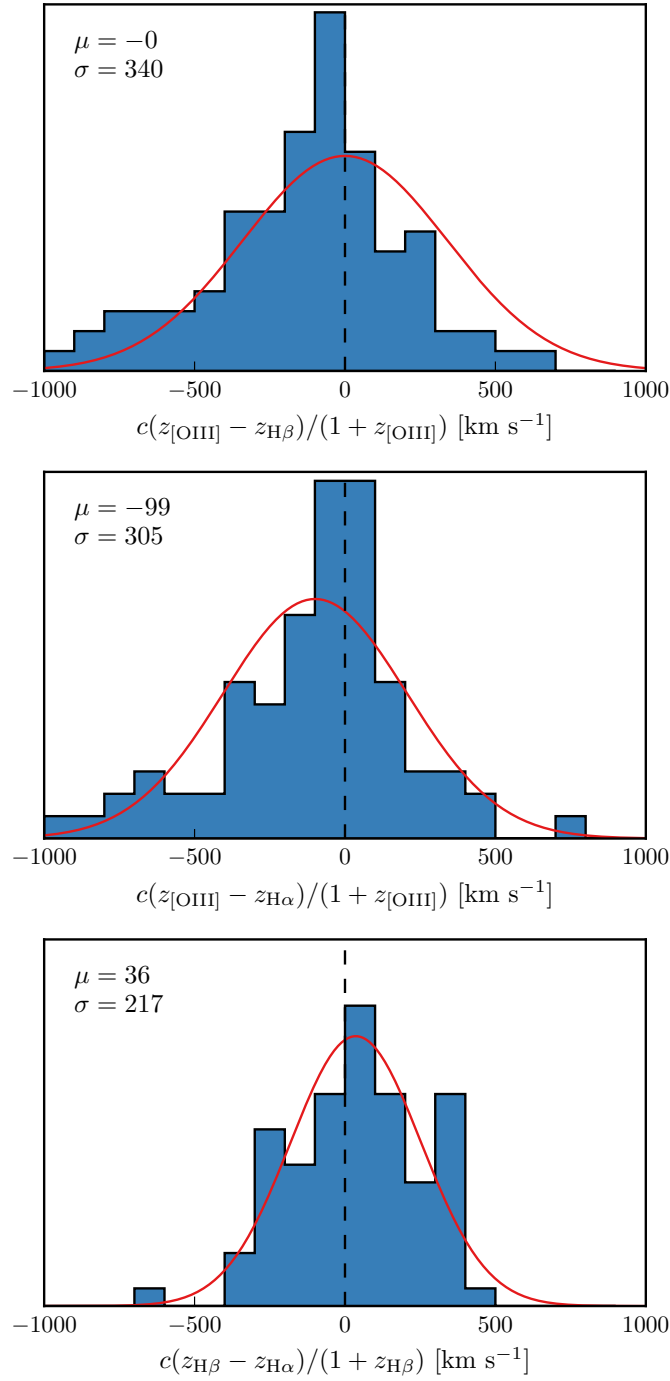 μ = −0
σ = 340
−1000 −500 0 500 1000
c(z[OIII] − zHβ)/(1 + z[OIII]) [km s−1]
μ = −99
σ = 305
−1000 −500 0 500 1000
c(z[OIII] − zHα)/(1 + z[OIII]) [km s−1]
μ = 36
σ = 217
−1000 −500 0 500 1000
c(zHβ − zHα)/(1 + zHβ) [km s−1]